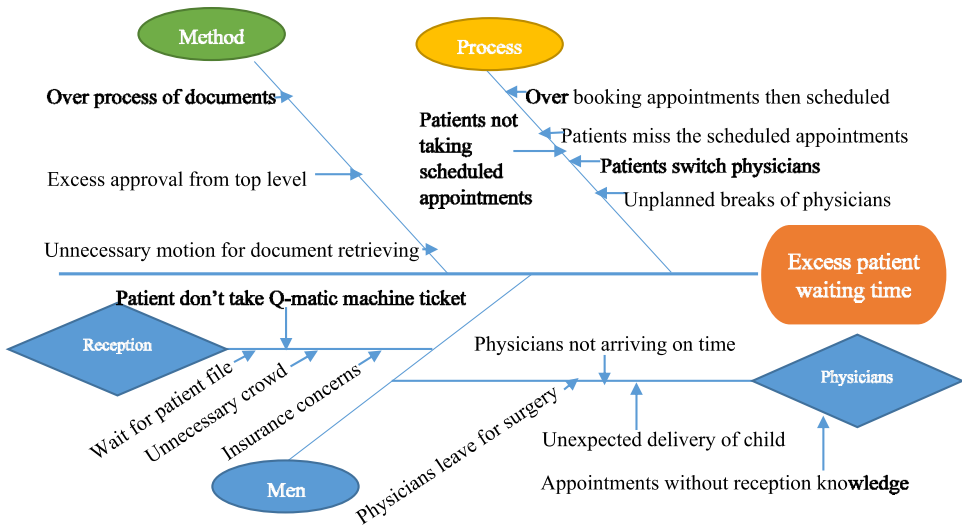 Method
Process
Over process of documents
Over booking appointments then scheduled
Patients not
taking
scheduled
appointments
Patients miss the scheduled appointments
Patients switch physicians
Excess approval from top level
Unplanned breaks of physicians
Unnecessary motion for document retrieving
Excess patient
waiting time
Patient don’t take Q-matic machine ticket
Reception
Wait for patient file
Unnecessary crowd
Insurance concerns
Physicians not arriving on time
Physicians
Physicians leave for surgery
Unexpected delivery of child
Appointments without reception knowledge
Men